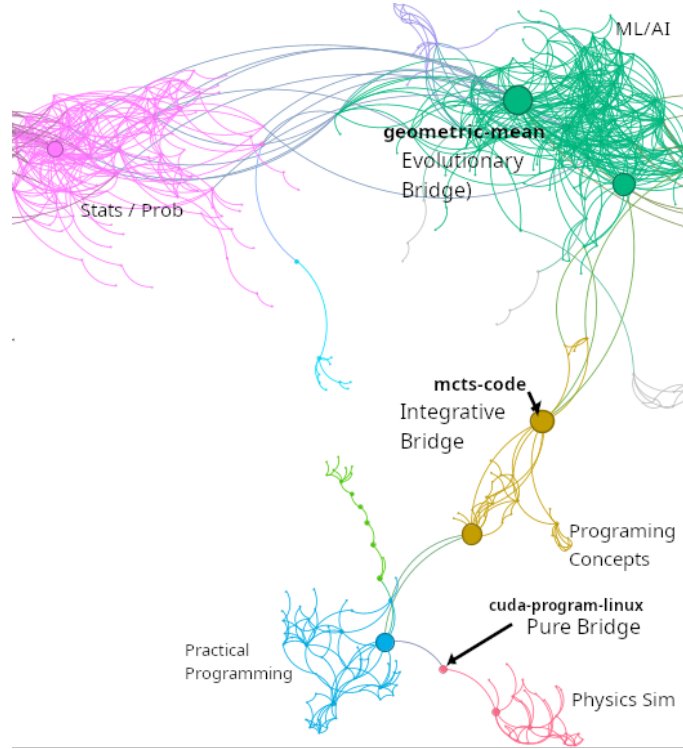 ML/AI
geometric-mean
Evolutionary
Bridge)
Stats / Prob
mcts-code
Integrative
Bridge
Programing
Concepts
cuda-program-linux
Pure Bridge
Practical
Programming
Physics Sim